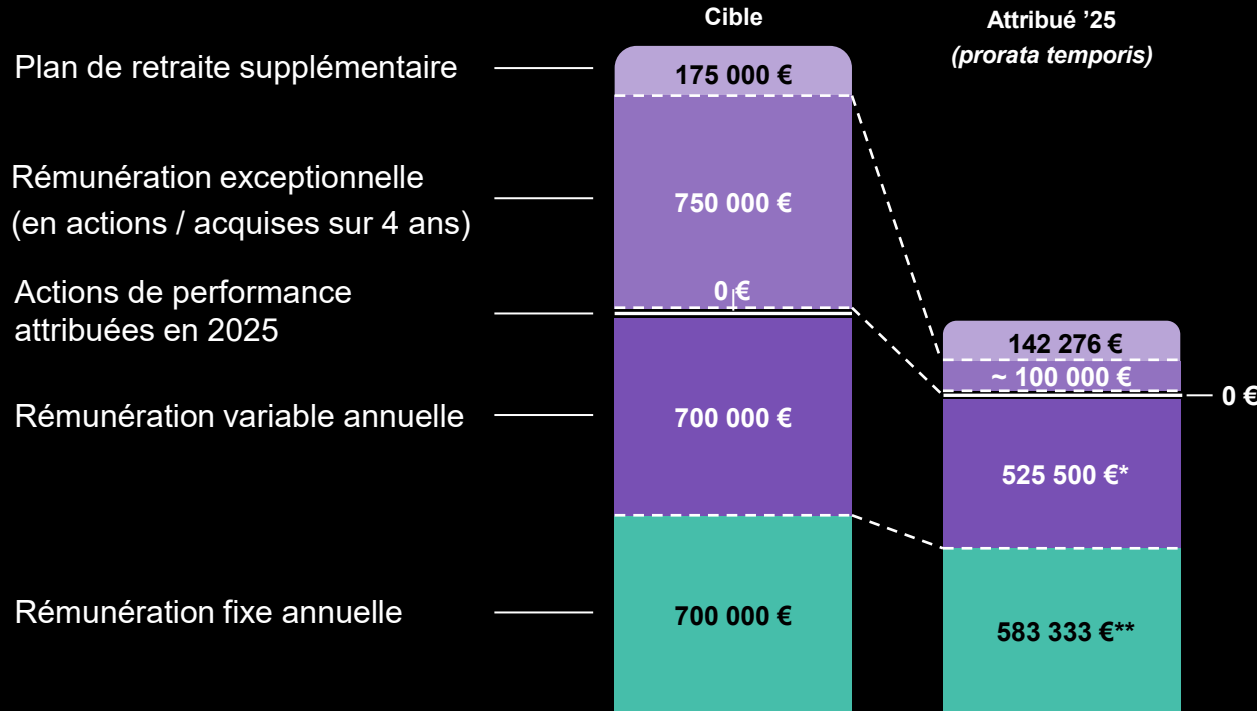 Cible
Attribué ’25
(prorata temporis)
Plan de retraite supplémentaire
175 000 €
Rémunération exceptionnelle
(en actions / acquises sur 4 ans)
750 000 €
Actions de performance
attribuées en 2025
0 €
142 276 €
~ 100 000 €
0 €
Rémunération variable annuelle
700 000 €
525 500 €*
Rémunération fixe annuelle
700 000 €
583 333 €**